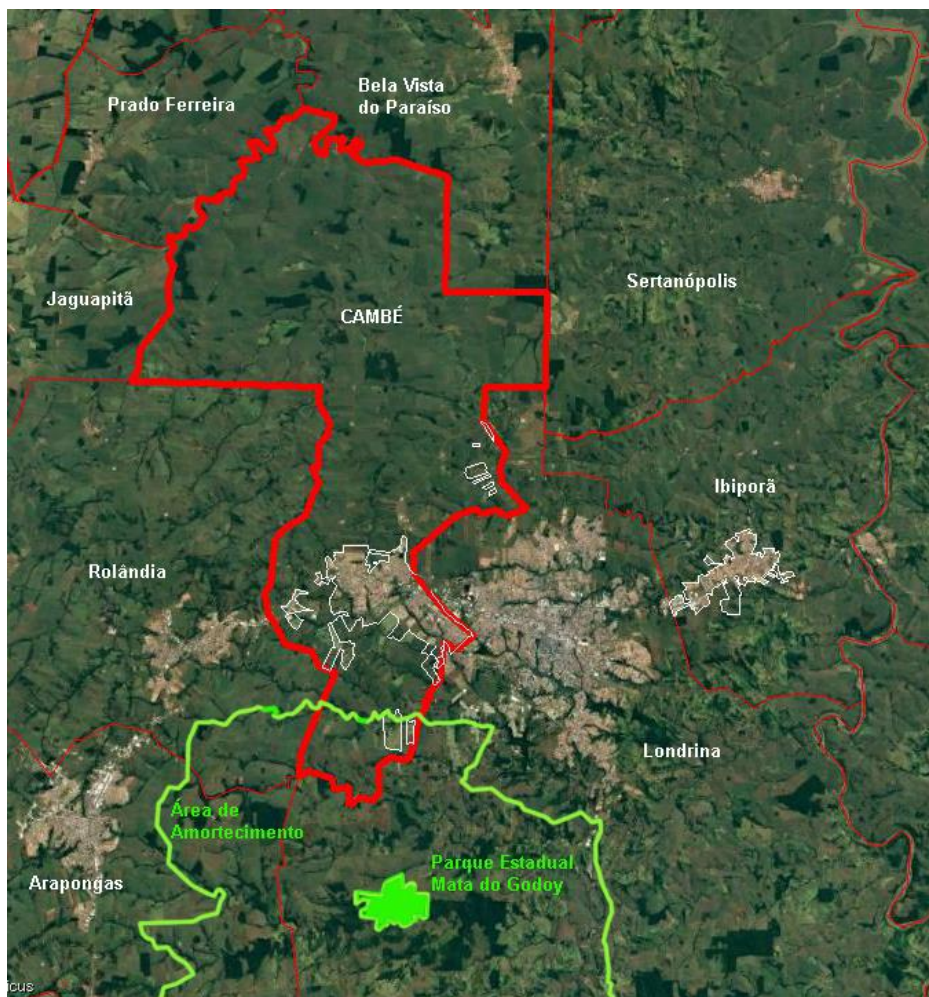 Bela Vista
do Paraíso
Prado Ferreira
Sertanópolis
Jaguapitã
CAMBÉ
Ibiporã
Rolândia
Londrina
Área de
Amortecimento
Parque Estadual
Mata do Godoy
Arapongas
icus